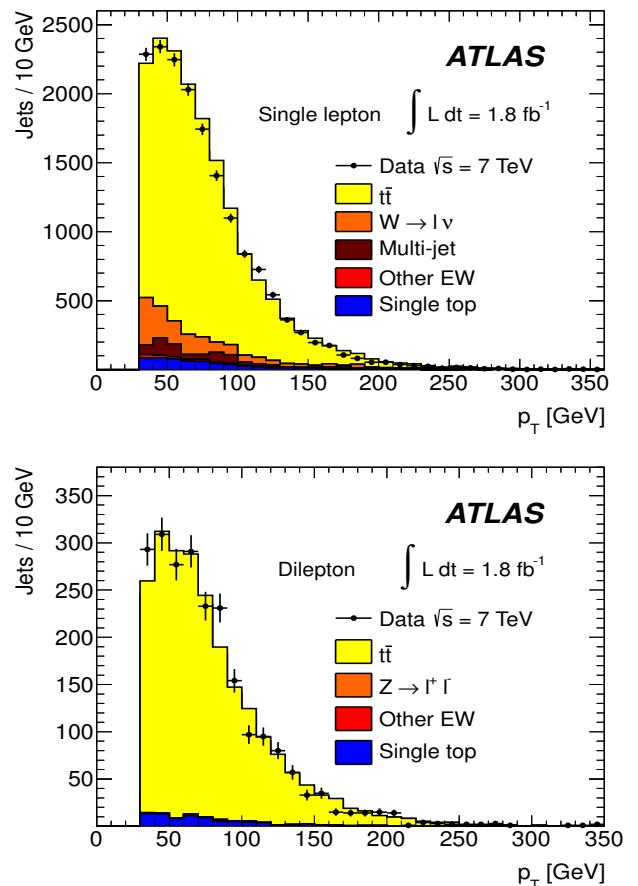 ATLAS
Jets / 10 GeV
2500
2000
1500
1000
500
Single lepton ∫ L dt = 1.8 fb⁻¹
Data √s = 7 TeV
tt̄
W → l ν
Multi-jet
Other EW
Single top
0 50 100 150 200 250 300 350
p_T [GeV]
ATLAS
Jets / 10 GeV
350
300
250
200
150
100
50
Dilepton ∫ L dt = 1.8 fb⁻¹
Data √s = 7 TeV
tt̄
Z → l⁺ l⁻
Other EW
Single top
0 50 100 150 200 250 300 350
p_T [GeV]